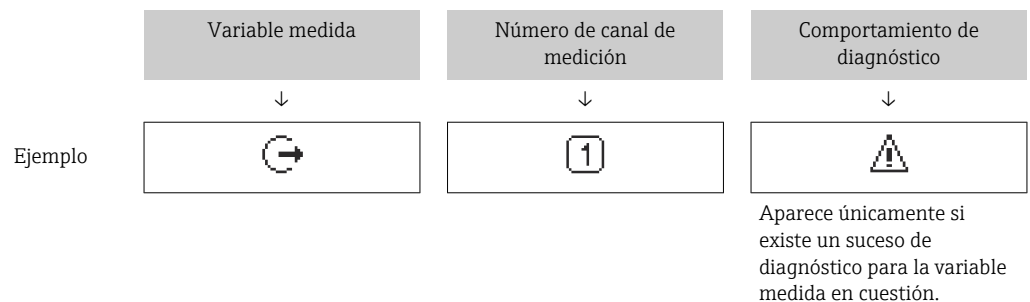 Variable medida
Número de canal de
medición
Comportamiento de
diagnóstico
↓
↓
↓
Ejemplo
1
Aparece únicamente si
existe un suceso de
diagnóstico para la variable
medida en cuestión.